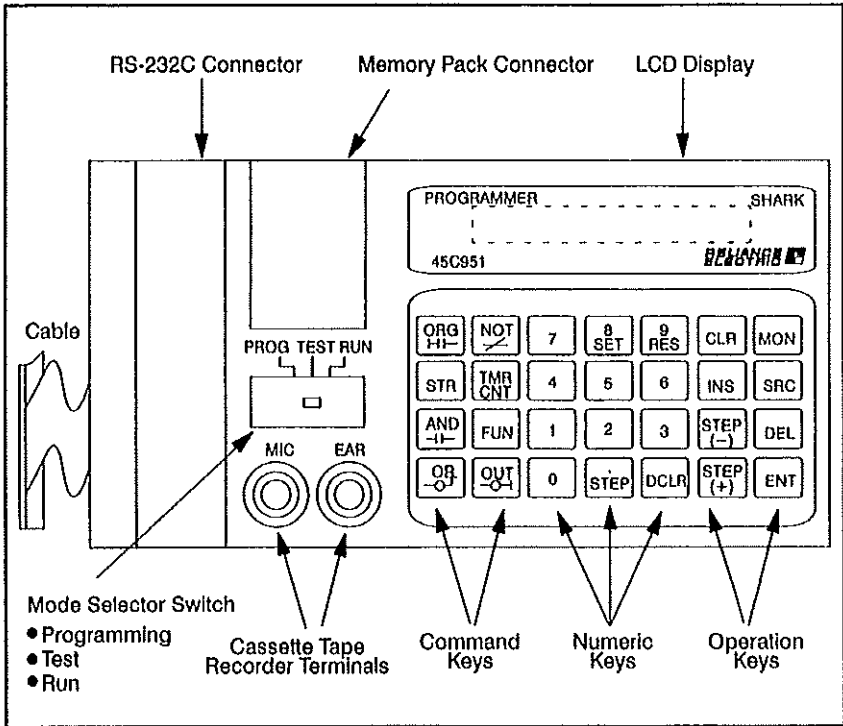 RS-232C Connector Memory Pack Connector LCD Display
PROGRAMMER SHARK
45C951 RELIANCE ELECTRIC
Cable
PROG TEST RUN
MIC EAR
ORG NOT 7 8 SET 9 RES CLR MON
STR TMR CNT 4 5 6 INS SRC
AND FUN 1 2 3 STEP (-) DEL
OR OUT 0 . STEP DCLR STEP (+) ENT
Mode Selector Switch
● Programming
● Test
● Run
Cassette Tape
Recorder Terminals
Command
Keys
Numeric
Keys
Operation
Keys